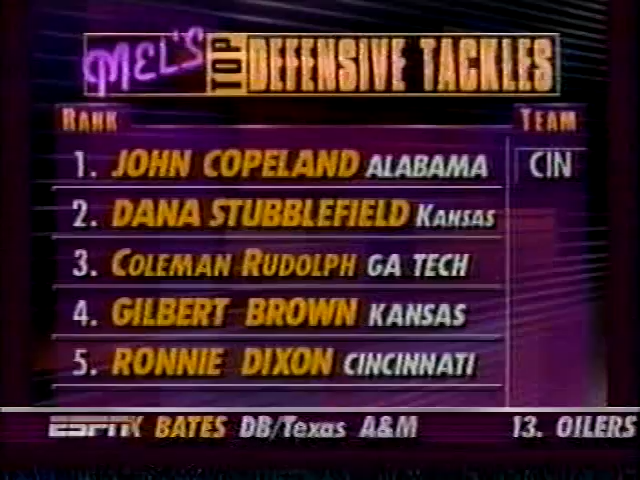 MEL'S TOP DEFENSIVE TACKLES
RANK TEAM
1. JOHN COPELAND ALABAMA CIN
2. DANA STUBBLEFIELD KANSAS
3. COLEMAN RUDOLPH GA TECH
4. GILBERT BROWN KANSAS
5. RONNIE DIXON CINCINNATI
ESPN K BATES DB/Texas A&M 13. OILERS